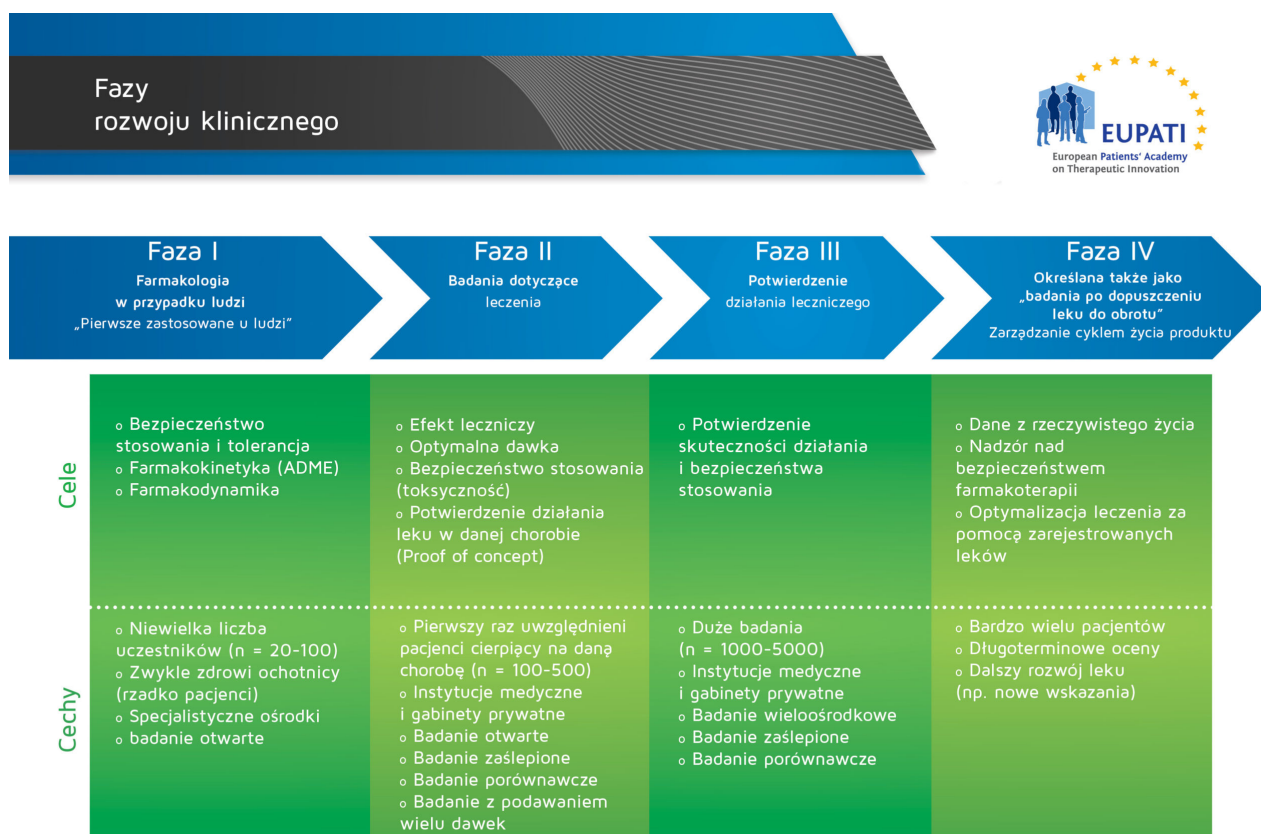 Fazy
rozwoju klinicznego
EUPATI
European Patients' Academy
on Therapeutic Innovation
Faza I
Farmakologia
w przypadku ludzi
„Pierwsze zastosowane u ludzi”
Faza II
Badania dotyczące
leczenia
Faza III
Potwierdzenie
działania leczniczego
Faza IV
Określana także jako
„badania po dopuszczeniu
leku do obrotu”
Zarządzanie cyklem życia produktu
Cele
o Bezpieczeństwo
stosowania i tolerancja
o Farmakokinetyka (ADME)
o Farmakodynamika
o Efekt leczniczy
o Optymalna dawka
o Bezpieczeństwo stosowania
(toksyczność)
o Potwierdzenie działania
leku w danej chorobie
(Proof of concept)
o Potwierdzenie
skuteczności działania
i bezpieczeństwa
stosowania
o Dane z rzeczywistego życia
o Nadzór nad
bezpieczeństwem
farmakoterapii
o Optymalizacja leczenia za
pomocą zarejestrowanych
leków
Cechy
o Niewielka liczba
uczestników (n = 20-100)
o Zwykle zdrowi ochotnicy
(rzadko pacjenci)
o Specjalistyczne ośrodki
o badanie otwarte
o Pierwszy raz uwzględnieni
pacjenci cierpiący na daną
chorobę (n = 100-500)
o Instytucje medyczne
i gabinety prywatne
o Badanie otwarte
o Badanie zaślepione
o Badanie porównawcze
o Badanie z podawaniem
wielu dawek
o Duże badania
(n = 1000-5000)
o Instytucje medyczne
i gabinety prywatne
o Badanie wieloośrodkowe
o Badanie zaślepione
o Badanie porównawcze
o Bardzo wielu pacjentów
o Długoterminowe oceny
o Dalszy rozwój leku
(np. nowe wskazania)